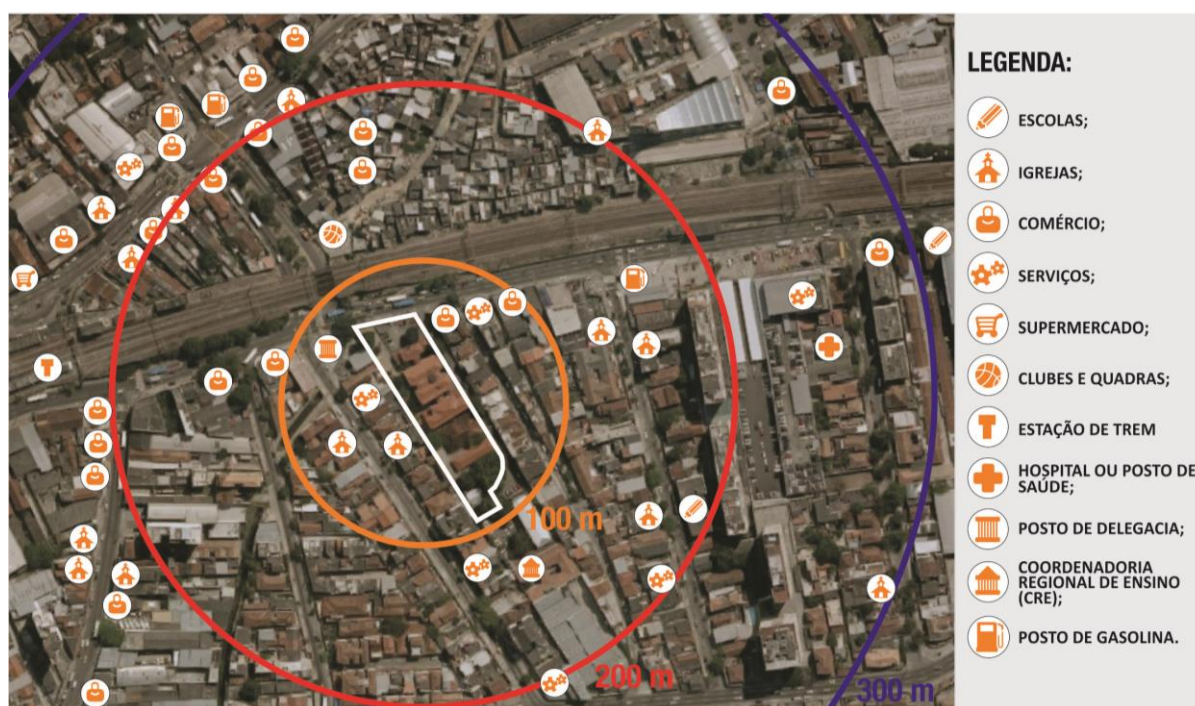 LEGENDA:
ESCOLAS;
IGREJAS;
COMÉRCIO;
SERVIÇOS;
SUPERMERCADO;
CLUBES E QUADRAS;
ESTAÇÃO DE TREM
HOSPITAL OU POSTO DE
SAÚDE;
POSTO DE DELEGACIA;
COORDENADORIA
REGIONAL DE ENSINO
(CRE);
POSTO DE GASOLINA.
100 m
200 m
300 m